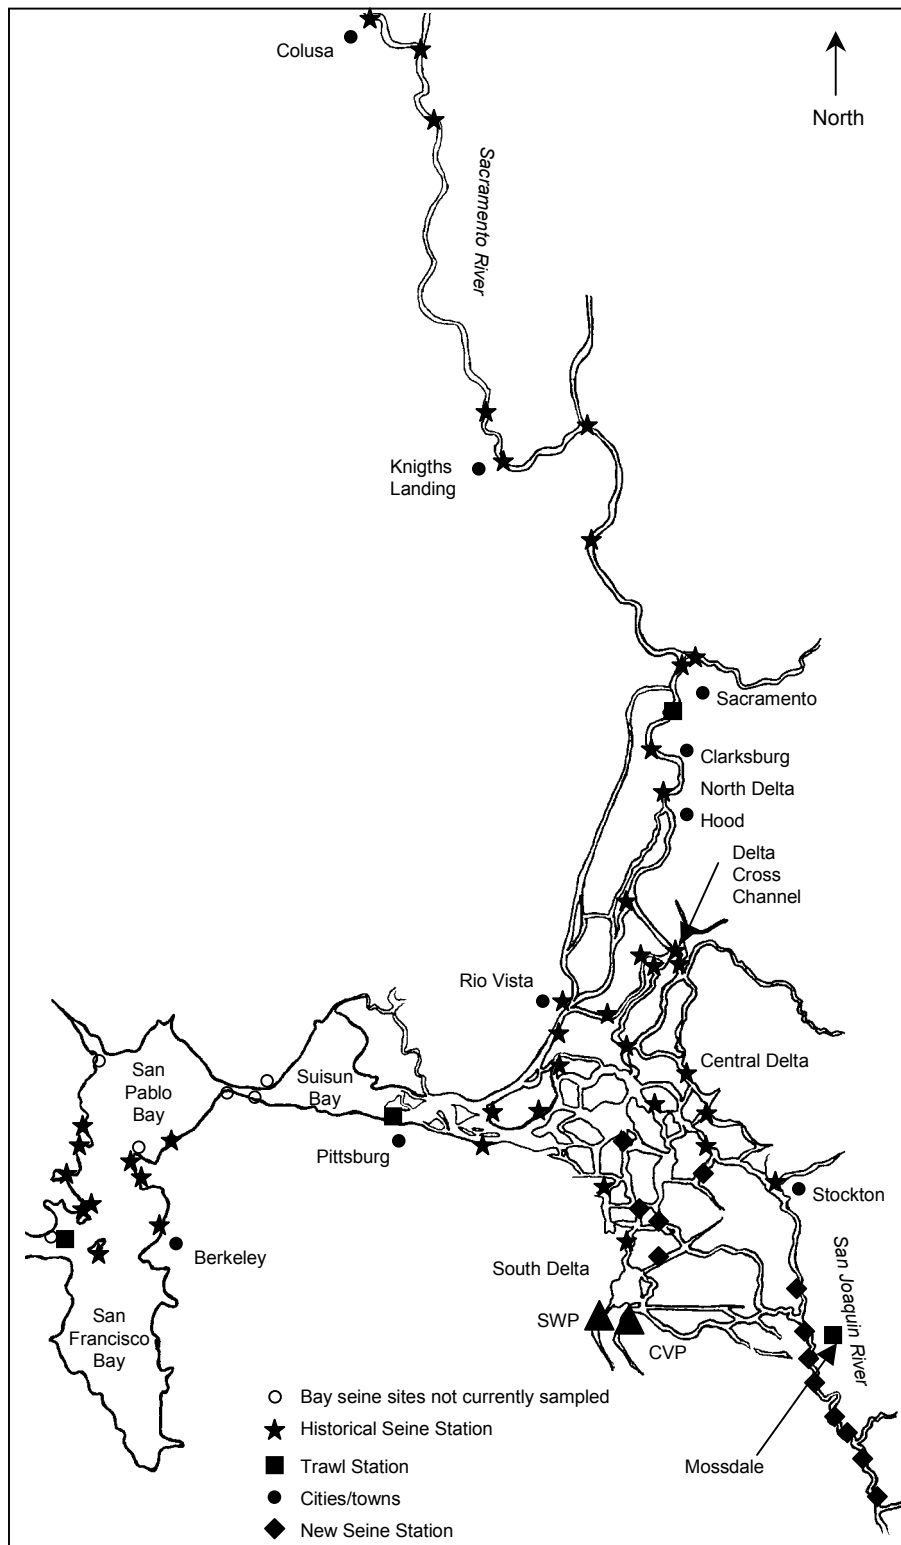 Colusa
North
Sacramento River
Knigths
Landing
Sacramento
Clarksburg
North Delta
Hood
Delta
Cross
Channel
Rio Vista
San
Pablo
Bay
Suisun
Bay
Central Delta
Pittsburg
Stockton
Berkeley
South Delta
San Joaquin River
SWP
CVP
San
Francisco
Bay
Mossdale
Bay seine sites not currently sampled
Historical Seine Station
Trawl Station
Cities/towns
New Seine Station